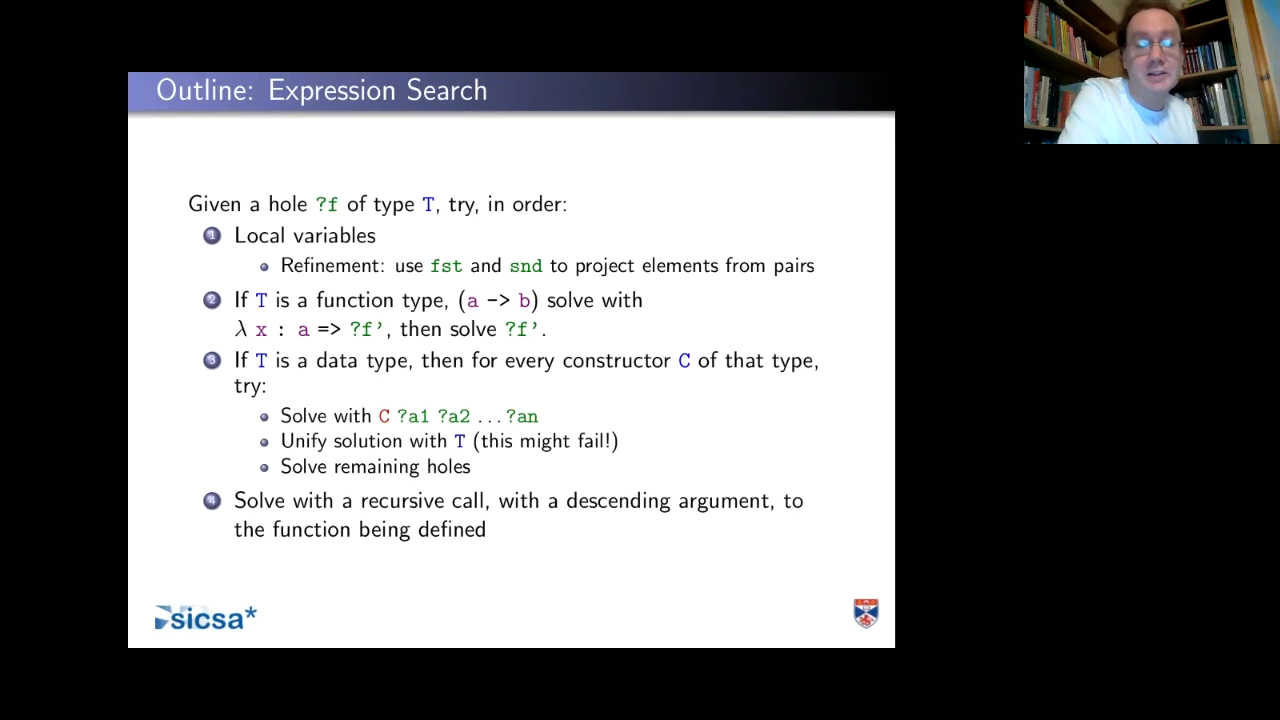 Outline: Expression Search
Given a hole ?f of type T, try, in order:
1 Local variables
Refinement: use fst and snd to project elements from pairs
2 If T is a function type, (a -> b) solve with
λ x : a => ?f’, then solve ?f’.
3 If T is a data type, then for every constructor C of that type,
try:
Solve with C ?a1 ?a2 ...?an
Unify solution with T (this might fail!)
Solve remaining holes
4 Solve with a recursive call, with a descending argument, to
the function being defined
sicsa*